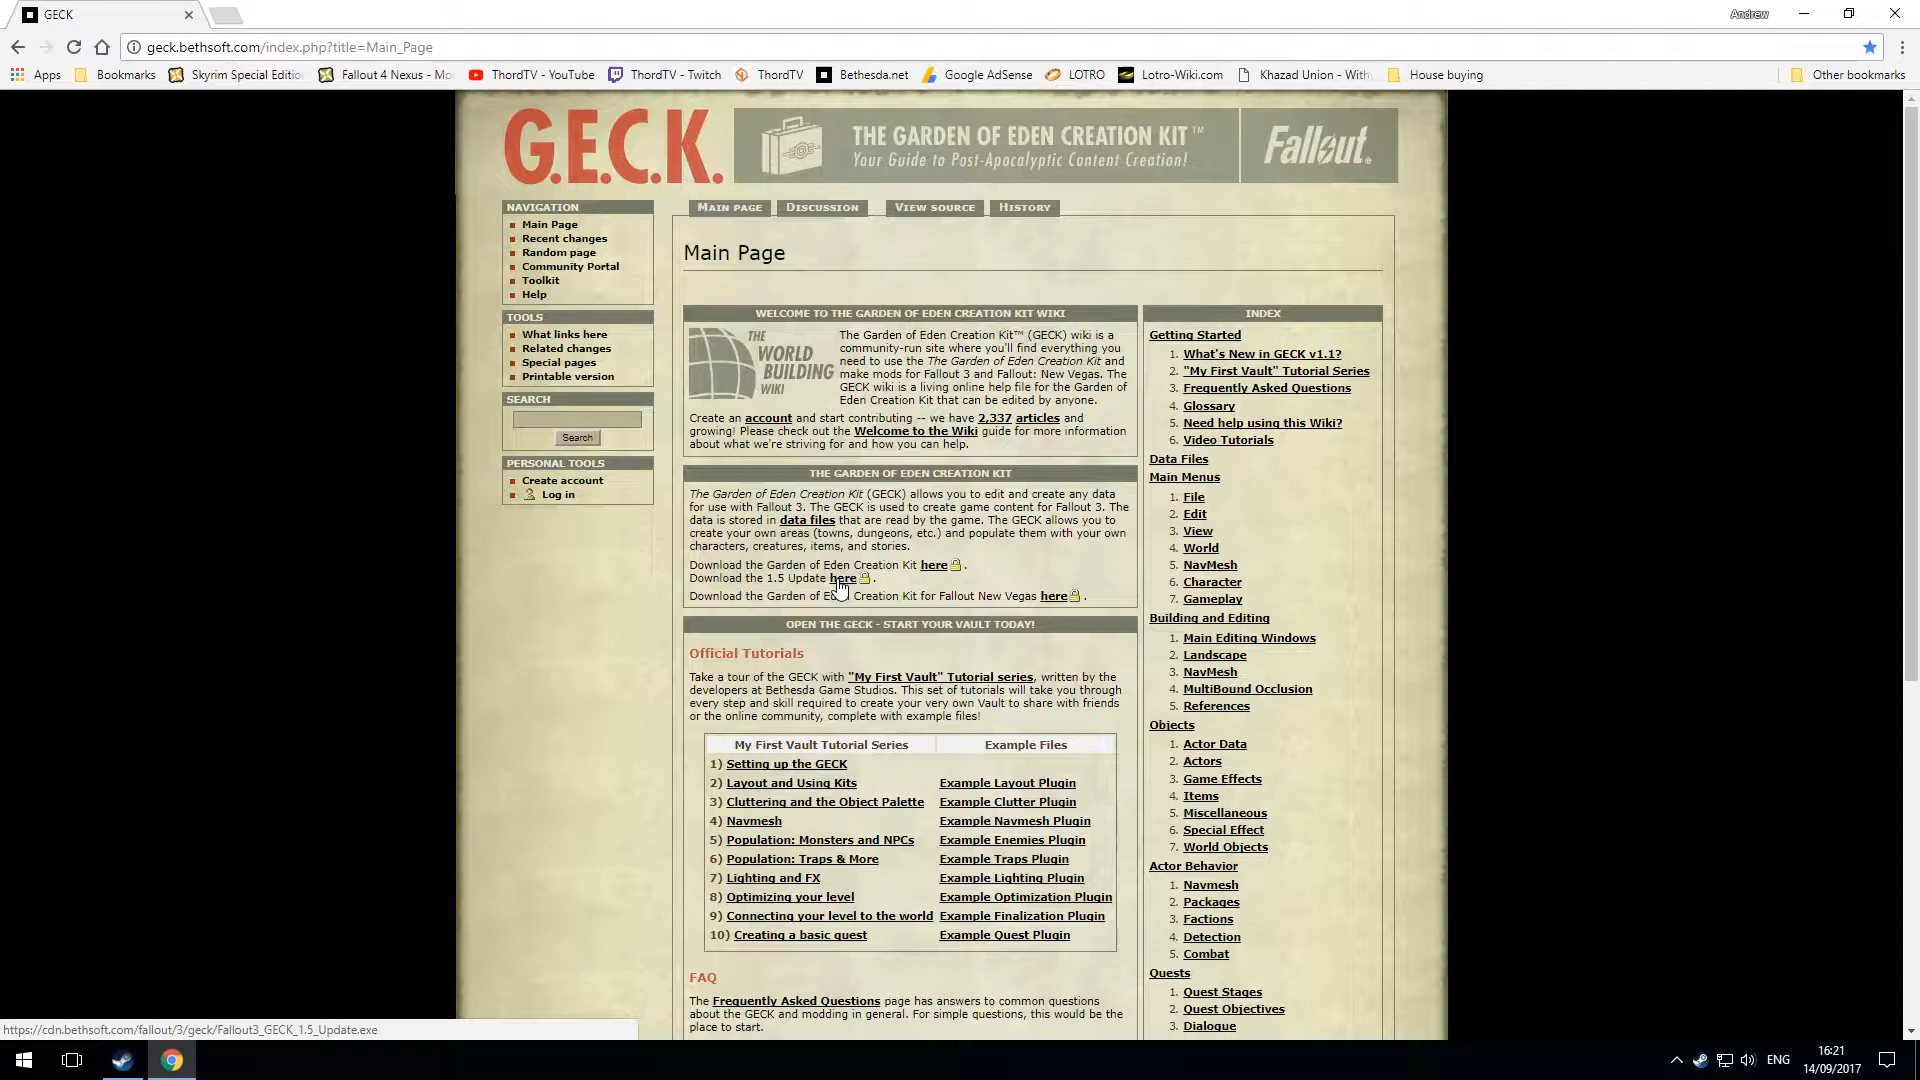 GECK
Andrew
geck.bethsoft.com/index.php?title=Main_Page
Apps
Bookmarks
Skyrim Special Editio
Fallout 4 Nexus - Mo
ThordTV - YouTube
ThordTV - Twitch
ThordTV
Bethesda.net
Google AdSense
LOTRO
Lotro-Wiki.com
Khazad Union - With
House buying
Other bookmarks
G.E.C.K.
THE GARDEN OF EDEN CREATION KIT™
Your Guide to Post-Apocalyptic Content Creation!
Fallout.
NAVIGATION
Main Page
Recent changes
Random page
Community Portal
Toolkit
Help
TOOLS
What links here
Related changes
Special pages
Printable version
SEARCH
Search
PERSONAL TOOLS
Create account
Log in
MAIN PAGE
DISCUSSION
VIEW SOURCE
HISTORY
Main Page
WELCOME TO THE GARDEN OF EDEN CREATION KIT WIKI
THE
WORLD
BUILDING
WIKI
The Garden of Eden Creation Kit™ (GECK) wiki is a
community-run site where you'll find everything you
need to use the The Garden of Eden Creation Kit and
make mods for Fallout 3 and Fallout: New Vegas. The
GECK wiki is a living online help file for the Garden of
Eden Creation Kit that can be edited by anyone.
Create an account and start contributing -- we have 2,337 articles and
growing! Please check out the Welcome to the Wiki guide for more information
about what we're striving for and how you can help.
THE GARDEN OF EDEN CREATION KIT
The Garden of Eden Creation Kit (GECK) allows you to edit and create any data
for use with Fallout 3. The GECK is used to create game content for Fallout 3. The
data is stored in data files that are read by the game. The GECK allows you to
create your own areas (towns, dungeons, etc.) and populate them with your own
characters, creatures, items, and stories.
Download the Garden of Eden Creation Kit here .
Download the 1.5 Update here .
Download the Garden of Eden Creation Kit for Fallout New Vegas here .
OPEN THE GECK - START YOUR VAULT TODAY!
Official Tutorials
Take a tour of the GECK with "My First Vault" Tutorial series, written by the
developers at Bethesda Game Studios. This set of tutorials will take you through
every step and skill required to create your very own Vault to share with friends
or the online community, complete with example files!
My First Vault Tutorial Series Example Files
1) Setting up the GECK
2) Layout and Using Kits Example Layout Plugin
3) Cluttering and the Object Palette Example Clutter Plugin
4) Navmesh Example Navmesh Plugin
5) Population: Monsters and NPCs Example Enemies Plugin
6) Population: Traps & More Example Traps Plugin
7) Lighting and FX Example Lighting Plugin
8) Optimizing your level Example Optimization Plugin
9) Connecting your level to the world Example Finalization Plugin
10) Creating a basic quest Example Quest Plugin
FAQ
The Frequently Asked Questions page has answers to common questions
about the GECK and modding in general. For simple questions, this would be the
place to start.
INDEX
Getting Started
1. What's New in GECK v1.1?
2. "My First Vault" Tutorial Series
3. Frequently Asked Questions
4. Glossary
5. Need help using this Wiki?
6. Video Tutorials
Data Files
Main Menus
1. File
2. Edit
3. View
4. World
5. NavMesh
6. Character
7. Gameplay
Building and Editing
1. Main Editing Windows
2. Landscape
3. NavMesh
4. MultiBound Occlusion
5. References
Objects
1. Actor Data
2. Actors
3. Game Effects
4. Items
5. Miscellaneous
6. Special Effect
7. World Objects
Actor Behavior
1. Navmesh
2. Packages
3. Factions
4. Detection
5. Combat
Quests
1. Quest Stages
2. Quest Objectives
3. Dialogue
https://cdn.bethsoft.com/fallout/3/geck/Fallout3_GECK_1.5_Update.exe
ENG
16:21
14/09/2017